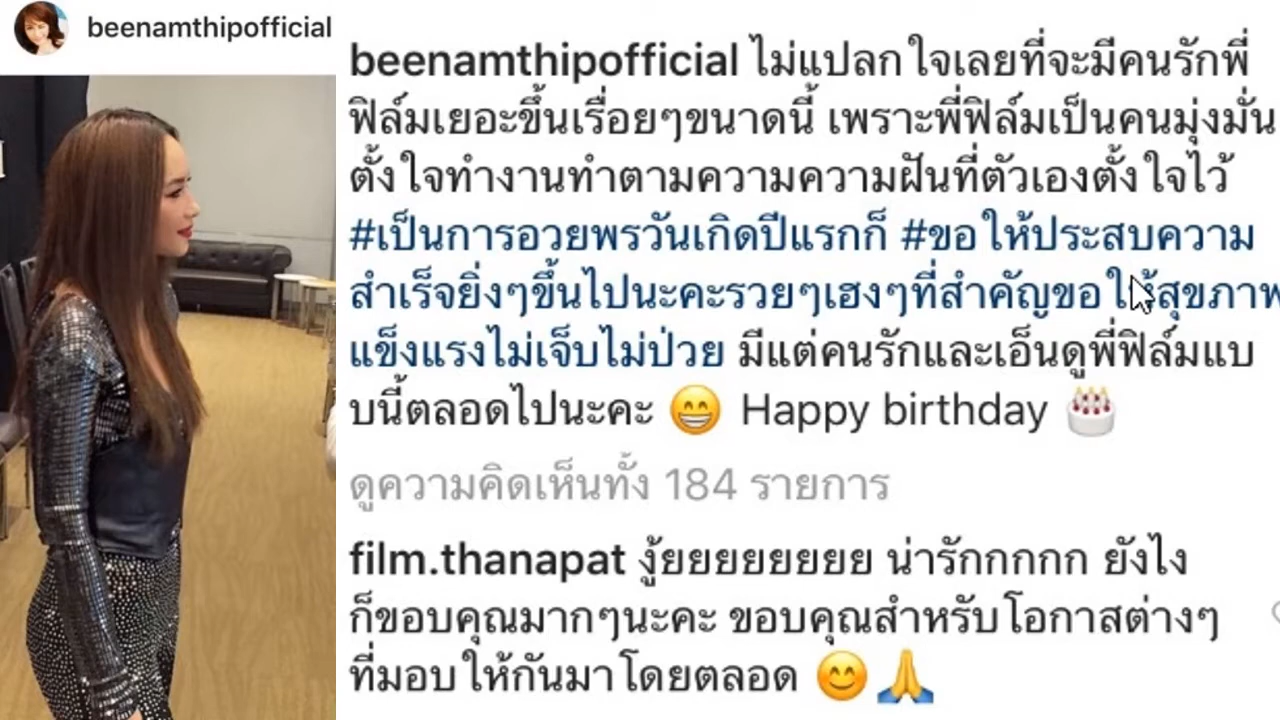 beenamthipofficial
beenamthipofficial ไม่แปลกใจเลยที่จะมีคนรักพี่
ฟิล์มเยอะขึ้นเรื่อยๆขนาดนี้ เพราะพี่ฟิล์มเป็นคนมุ่งมั่น
ตั้งใจทำงานทำตามความความฝันที่ตัวเองตั้งใจไว้
#เป็นการอวยพรวันเกิดปีแรกก็ #ขอให้ประสบความ
สำเร็จยิ่งๆขึ้นไปนะคะรวยๆเฮงๆที่สำคัญขอให้สุขภาพ
แข็งแรงไม่เจ็บไม่ป่วย มีแต่คนรักและเอ็นดูพี่ฟิล์มแบ
บนี้ตลอดไปนะคะ 😁 Happy birthday 🎂
ดูความคิดเห็นทั้ง 184 รายการ
film.thanapat งู้ยยยยยยยยย น่ารักกกกก ยังไง
ก็ขอบคุณมากๆนะคะ ขอบคุณสำหรับโอกาสต่างๆ
ที่มอบให้กันมาโดยตลอด 😊🙏